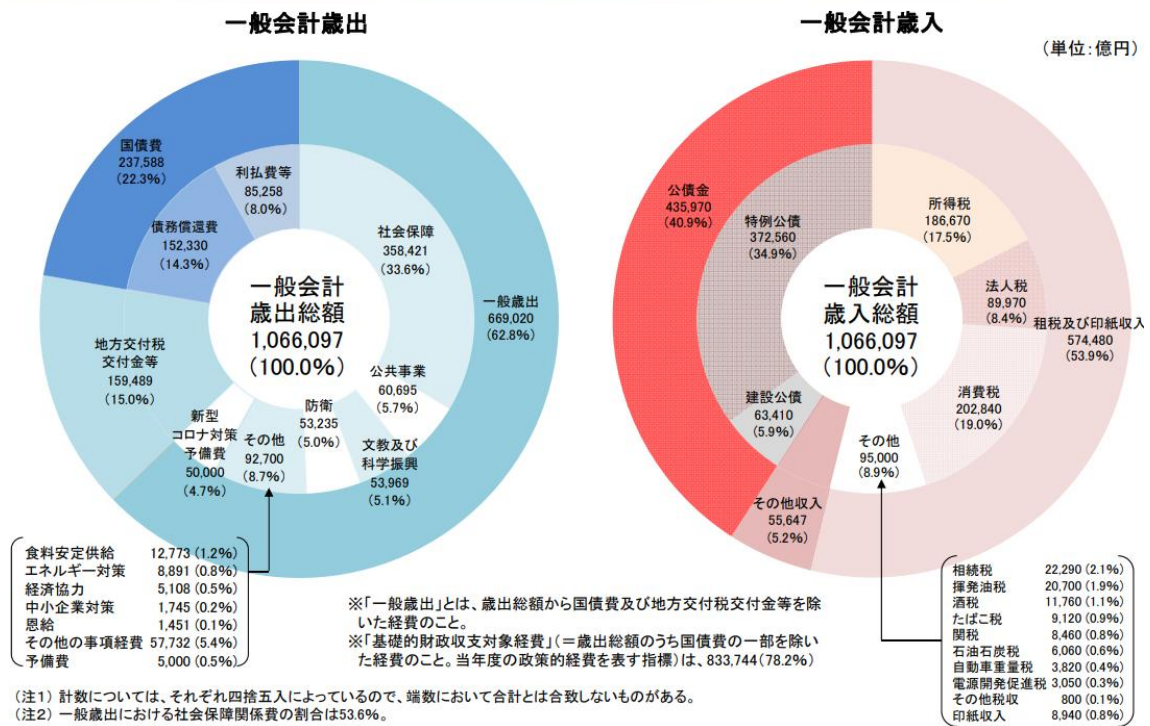 一般会計歳出
国債費
237,588
(22.3%)
利払費等
85,258
(8.0%)
債務償還費
152,330
(14.3%)
社会保障
358,421
(33.6%)
一般会計
歳出総額
1,066,097
(100.0%)
一般歳出
669,020
(62.8%)
地方交付税
交付金等
159,489
(15.0%)
公共事業
60,695
(5.7%)
防衛
53,235
(5.0%)
文教及び
科学振興
53,969
(5.1%)
新型
コロナ対策
予備費
50,000
(4.7%)
その他
92,700
(8.7%)
食料安定供給 12,773 (1.2%)
エネルギー対策 8,891 (0.8%)
経済協力 5,108 (0.5%)
中小企業対策 1,745 (0.2%)
恩給 1,451 (0.1%)
その他の事項経費 57,732 (5.4%)
予備費 5,000 (0.5%)
一般会計歳入
(単位:億円)
公債金
435,970
(40.9%)
特例公債
372,560
(34.9%)
所得税
186,670
(17.5%)
法人税
89,970
(8.4%)
租税及び印紙収入
574,480
(53.9%)
一般会計
歳入総額
1,066,097
(100.0%)
建設公債
63,410
(5.9%)
消費税
202,840
(19.0%)
その他
95,000
(8.9%)
その他収入
55,647
(5.2%)
相続税 22,290 (2.1%)
揮発油税 20,700 (1.9%)
酒税 11,760 (1.1%)
たばこ税 9,120 (0.9%)
関税 8,460 (0.8%)
石油石炭税 6,060 (0.6%)
自動車重量税 3,820 (0.4%)
電源開発促進税 3,050 (0.3%)
その他税収 800 (0.1%)
印紙収入 8,940 (0.8%)
※「一般歳出」とは、歳出総額から国債費及び地方交付税交付金等を除
いた経費のこと。
※「基礎的財政収支対象経費」(=歳出総額のうち国債費の一部を除い
た経費のこと。当年度の政策的経費を表す指標)は、833,744(78.2%)
(注1) 計数については、それぞれ四捨五入によっているので、端数において合計とは合致しないものがある。
(注2) 一般歳出における社会保障関係費の割合は53.6%。